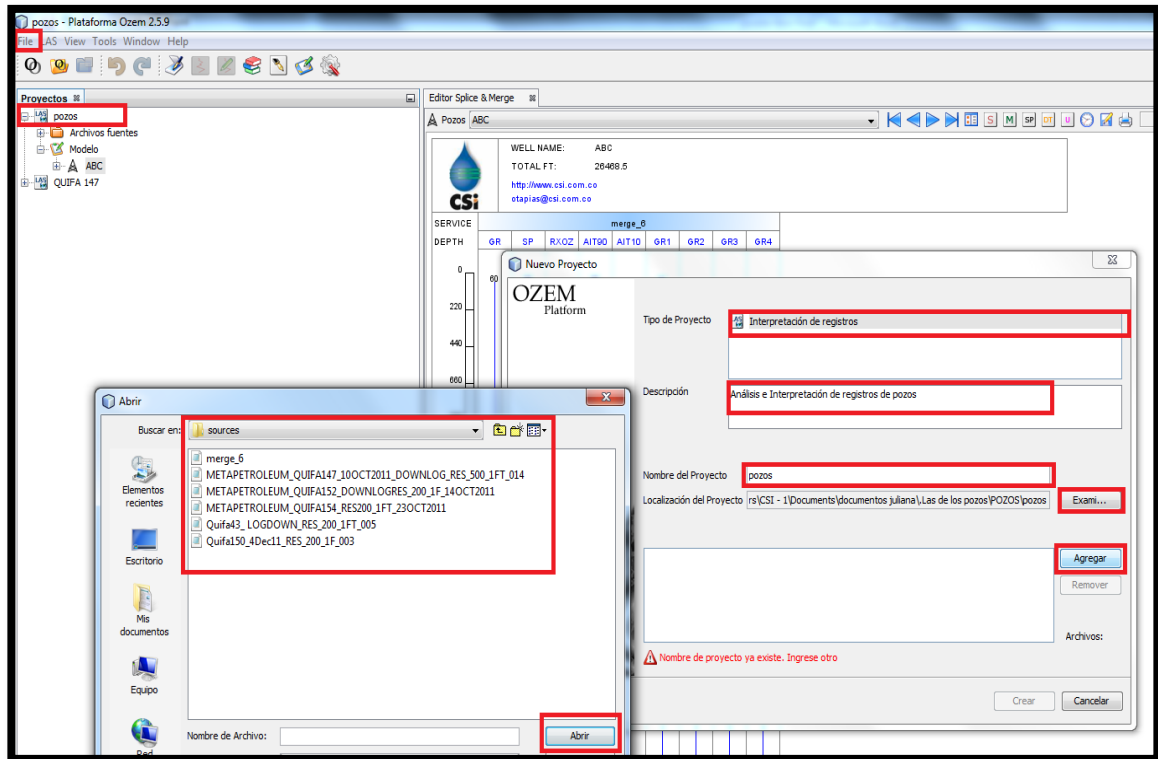 pozos - Plataforma Ozem 2.5.9
File LAS View Tools Window Help
Proyectos
pozos
Archivos fuentes
Modelo
ABC
QUIFA 147
Editor Splice & Merge
Pozos ABC
S M SP DT U
CSi
WELL NAME: ABC
TOTAL FT: 26468.5
http://www.csi.com.co
otapias@csi.com.co
SERVICE merge_6
DEPTH GR SP RXOZ AIT90 AIT10 GR1 GR2 GR3 GR4
0
60
220
440
660
Nuevo Proyecto
OZEM
Platform
Tipo de Proyecto
Interpretación de registros
Descripción
Análisis e Interpretación de registros de pozos
Nombre del Proyecto pozos
Localización del Proyecto rs\CSI - 1\Documents\documentos juliana\,Las de los pozos\POZOS\pozos Exami...
Agregar
Remover
Archivos:
Nombre de proyecto ya existe. Ingrese otro
Crear Cancelar
Abrir
Buscar en: sources
merge_6
METAPETROLEUM_QUIFA147_10OCT2011_DOWNLOG_RES_500_1FT_014
METAPETROLEUM_QUIFA152_DOWNLOGRES_200_1F_14OCT2011
METAPETROLEUM_QUIFA154_RES200_1FT_23OCT2011
Quifa43_ LOGDOWN_RES_200_1FT_005
Quifa150_4Dec11_RES_200_1F_003
Elementos
recientes
Escritorio
Mis
documentos
Equipo
Red
Nombre de Archivo: Abrir